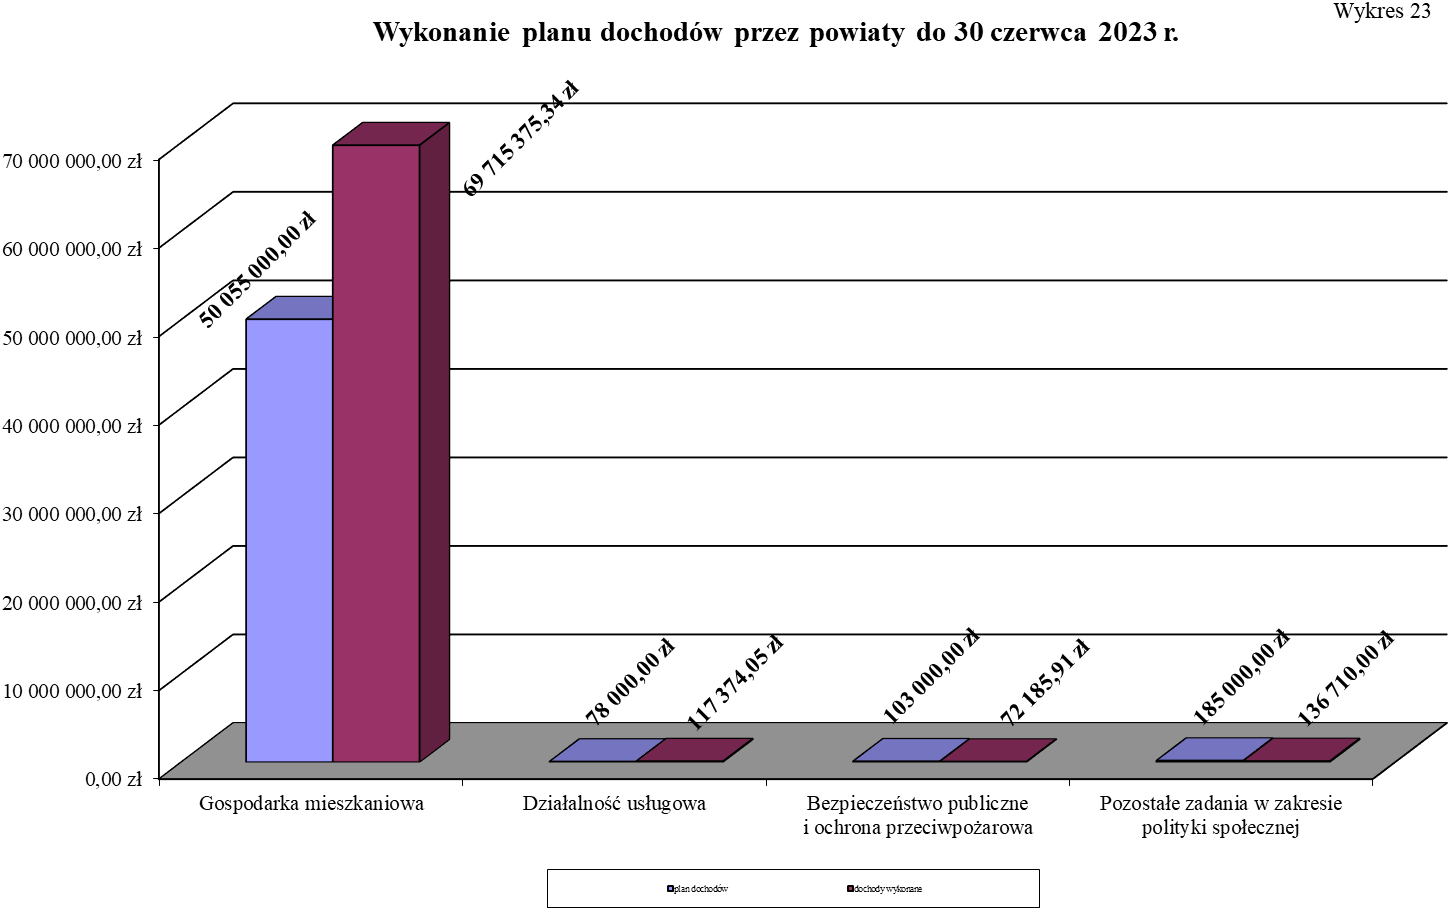 Wykres 23
Wykonanie planu dochodów przez powiaty do 30 czerwca 2023 r.
70 000 000,00 zł
60 000 000,00 zł
50 000 000,00 zł
40 000 000,00 zł
30 000 000,00 zł
20 000 000,00 zł
10 000 000,00 zł
0,00 zł
50 055 000,00 zł
69 715 375,34 zł
78 000,00 zł
117 374,05 zł
103 000,00 zł
72 185,91 zł
185 000,00 zł
136 710,00 zł
Gospodarka mieszkaniowa
Działalność usługowa
Bezpieczeństwo publiczne
i ochrona przeciwpożarowa
Pozostałe zadania w zakresie
polityki społecznej
plan dochodów
dochody wykonane